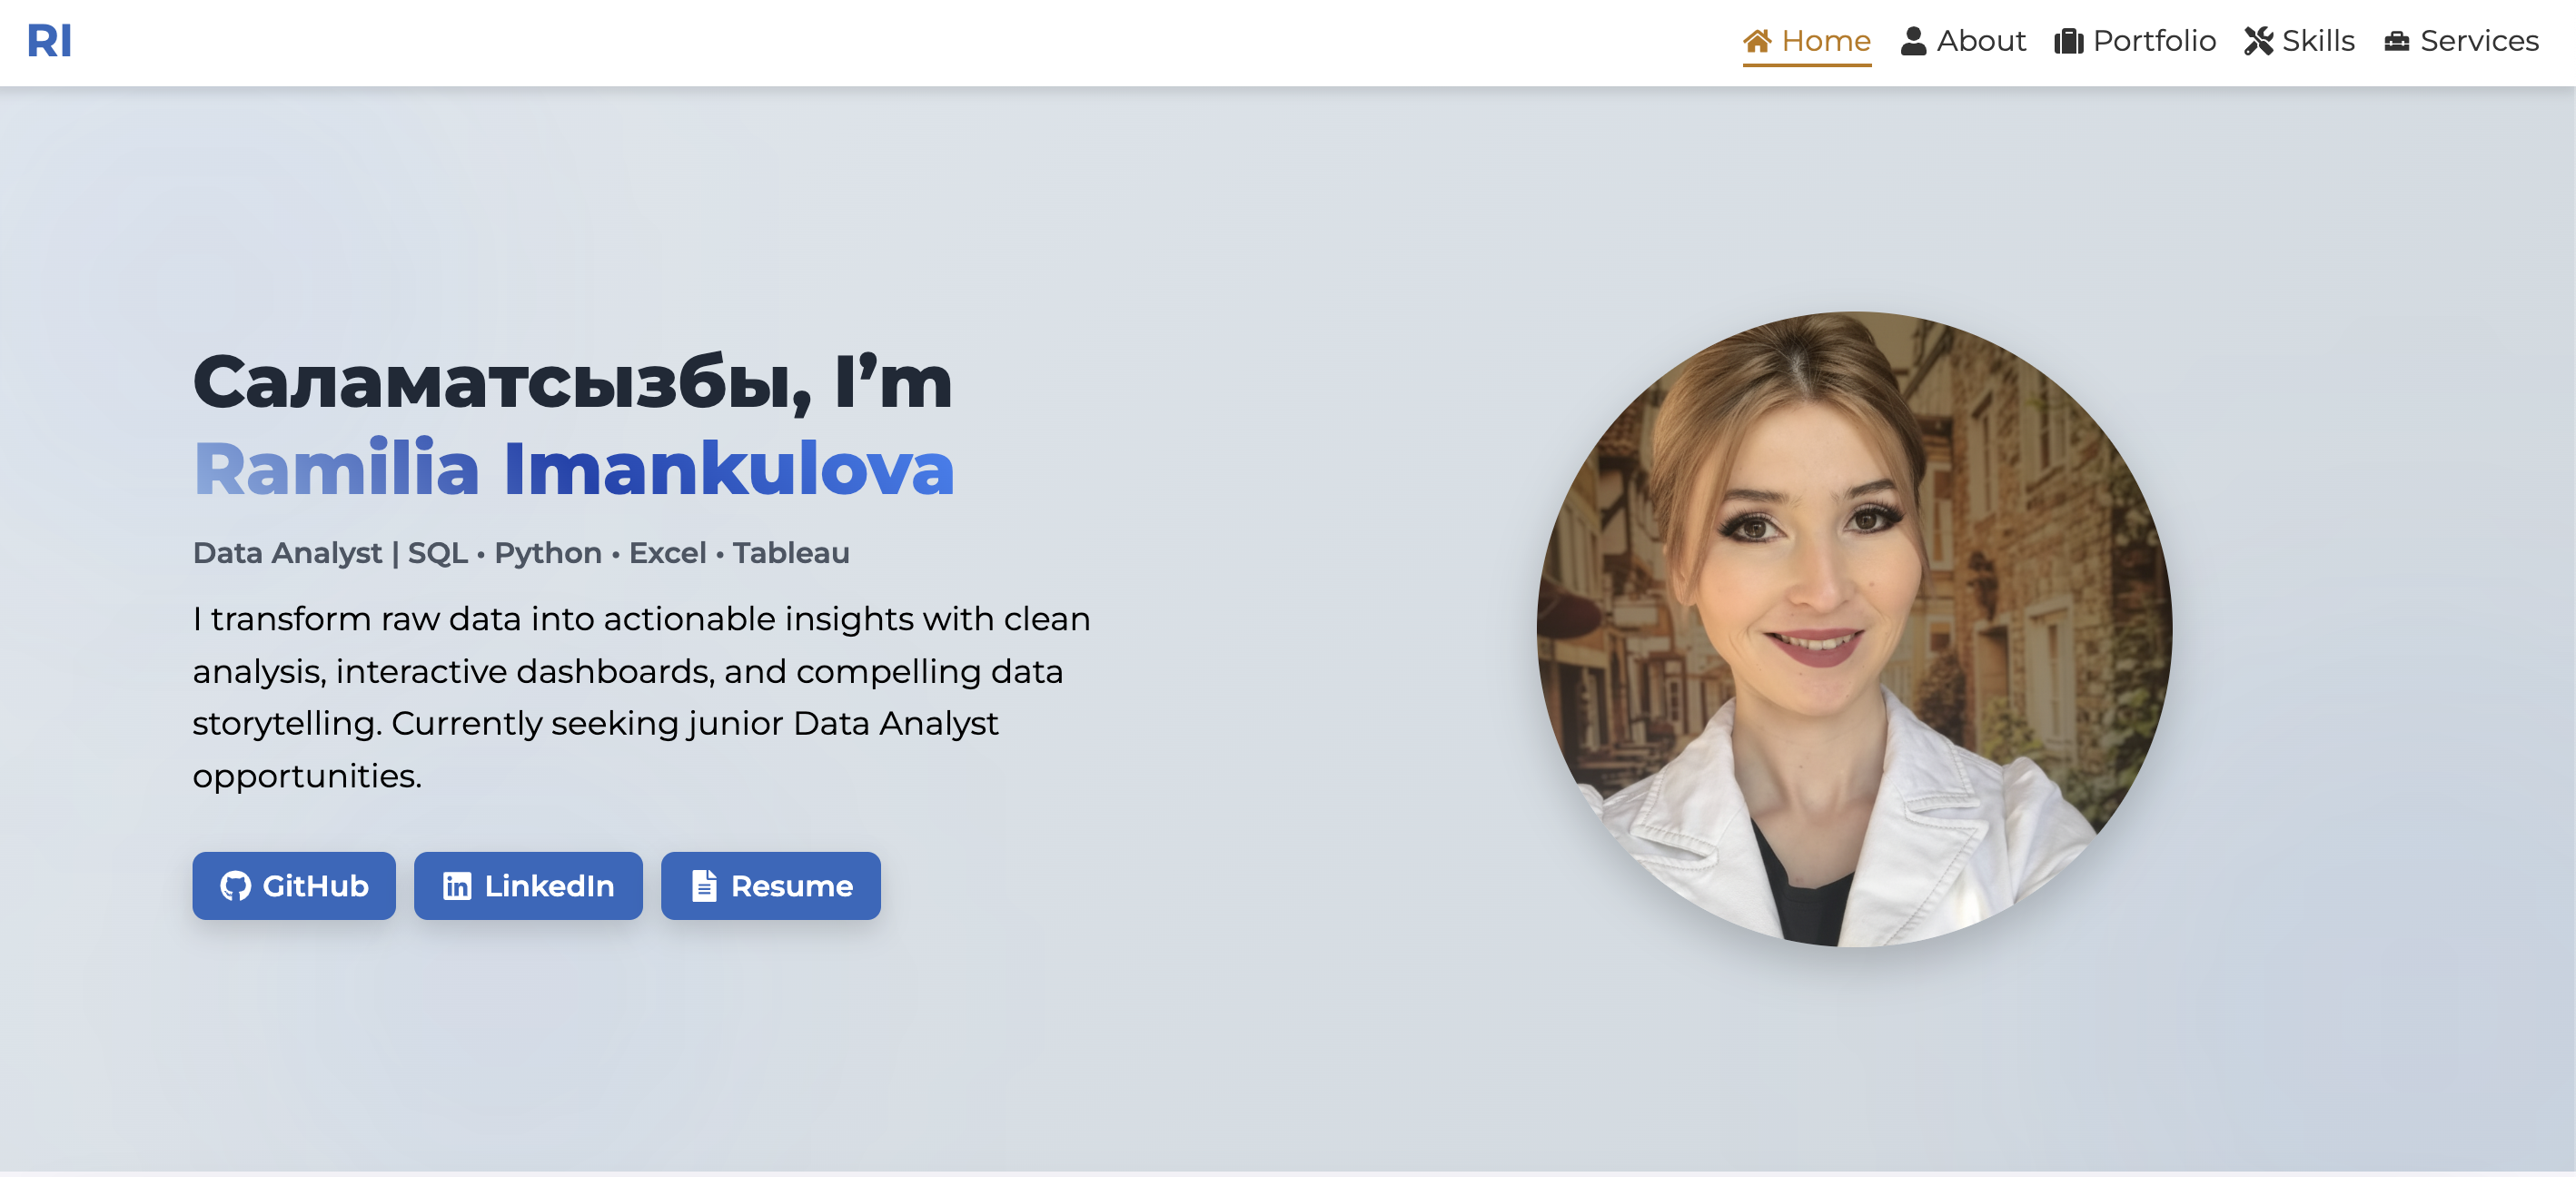 RI
Home About Portfolio Skills Services
Саламатсызбы, I’m
Ramilia Imankulova
Data Analyst | SQL • Python • Excel • Tableau
I transform raw data into actionable insights with clean
analysis, interactive dashboards, and compelling data
storytelling. Currently seeking junior Data Analyst
opportunities.
GitHub LinkedIn Resume